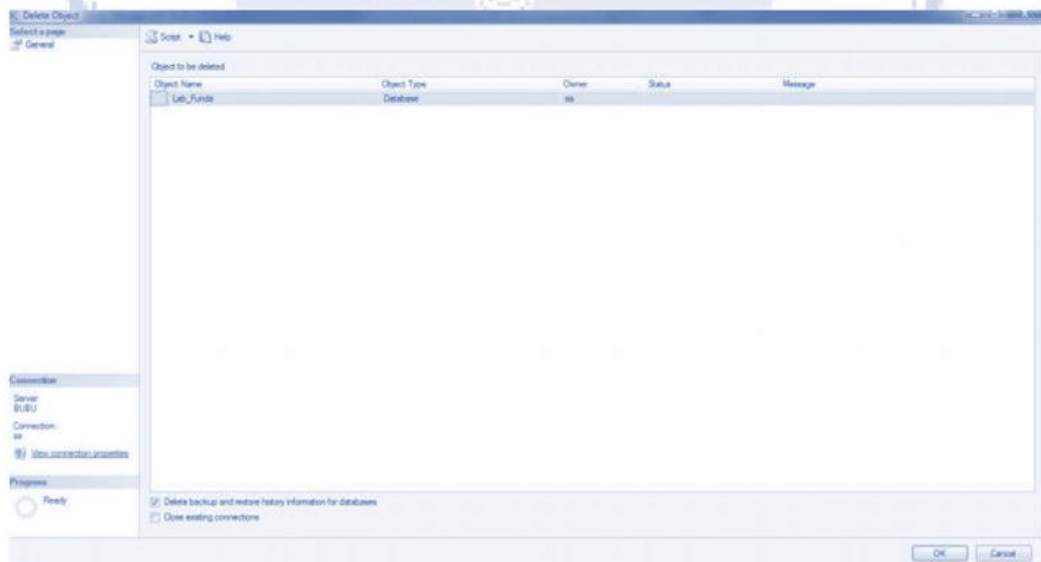 Delete Object
Select a page
General
Script Help
Object to be deleted
Object Name Object Type Owner Status Message
Lab_Funda Database sa
Connection
Server
BUBU
Connection:
sa
View connection properties
Progress
Ready
Delete backup and restore history information for databases
Close existing connections
OK Cancel